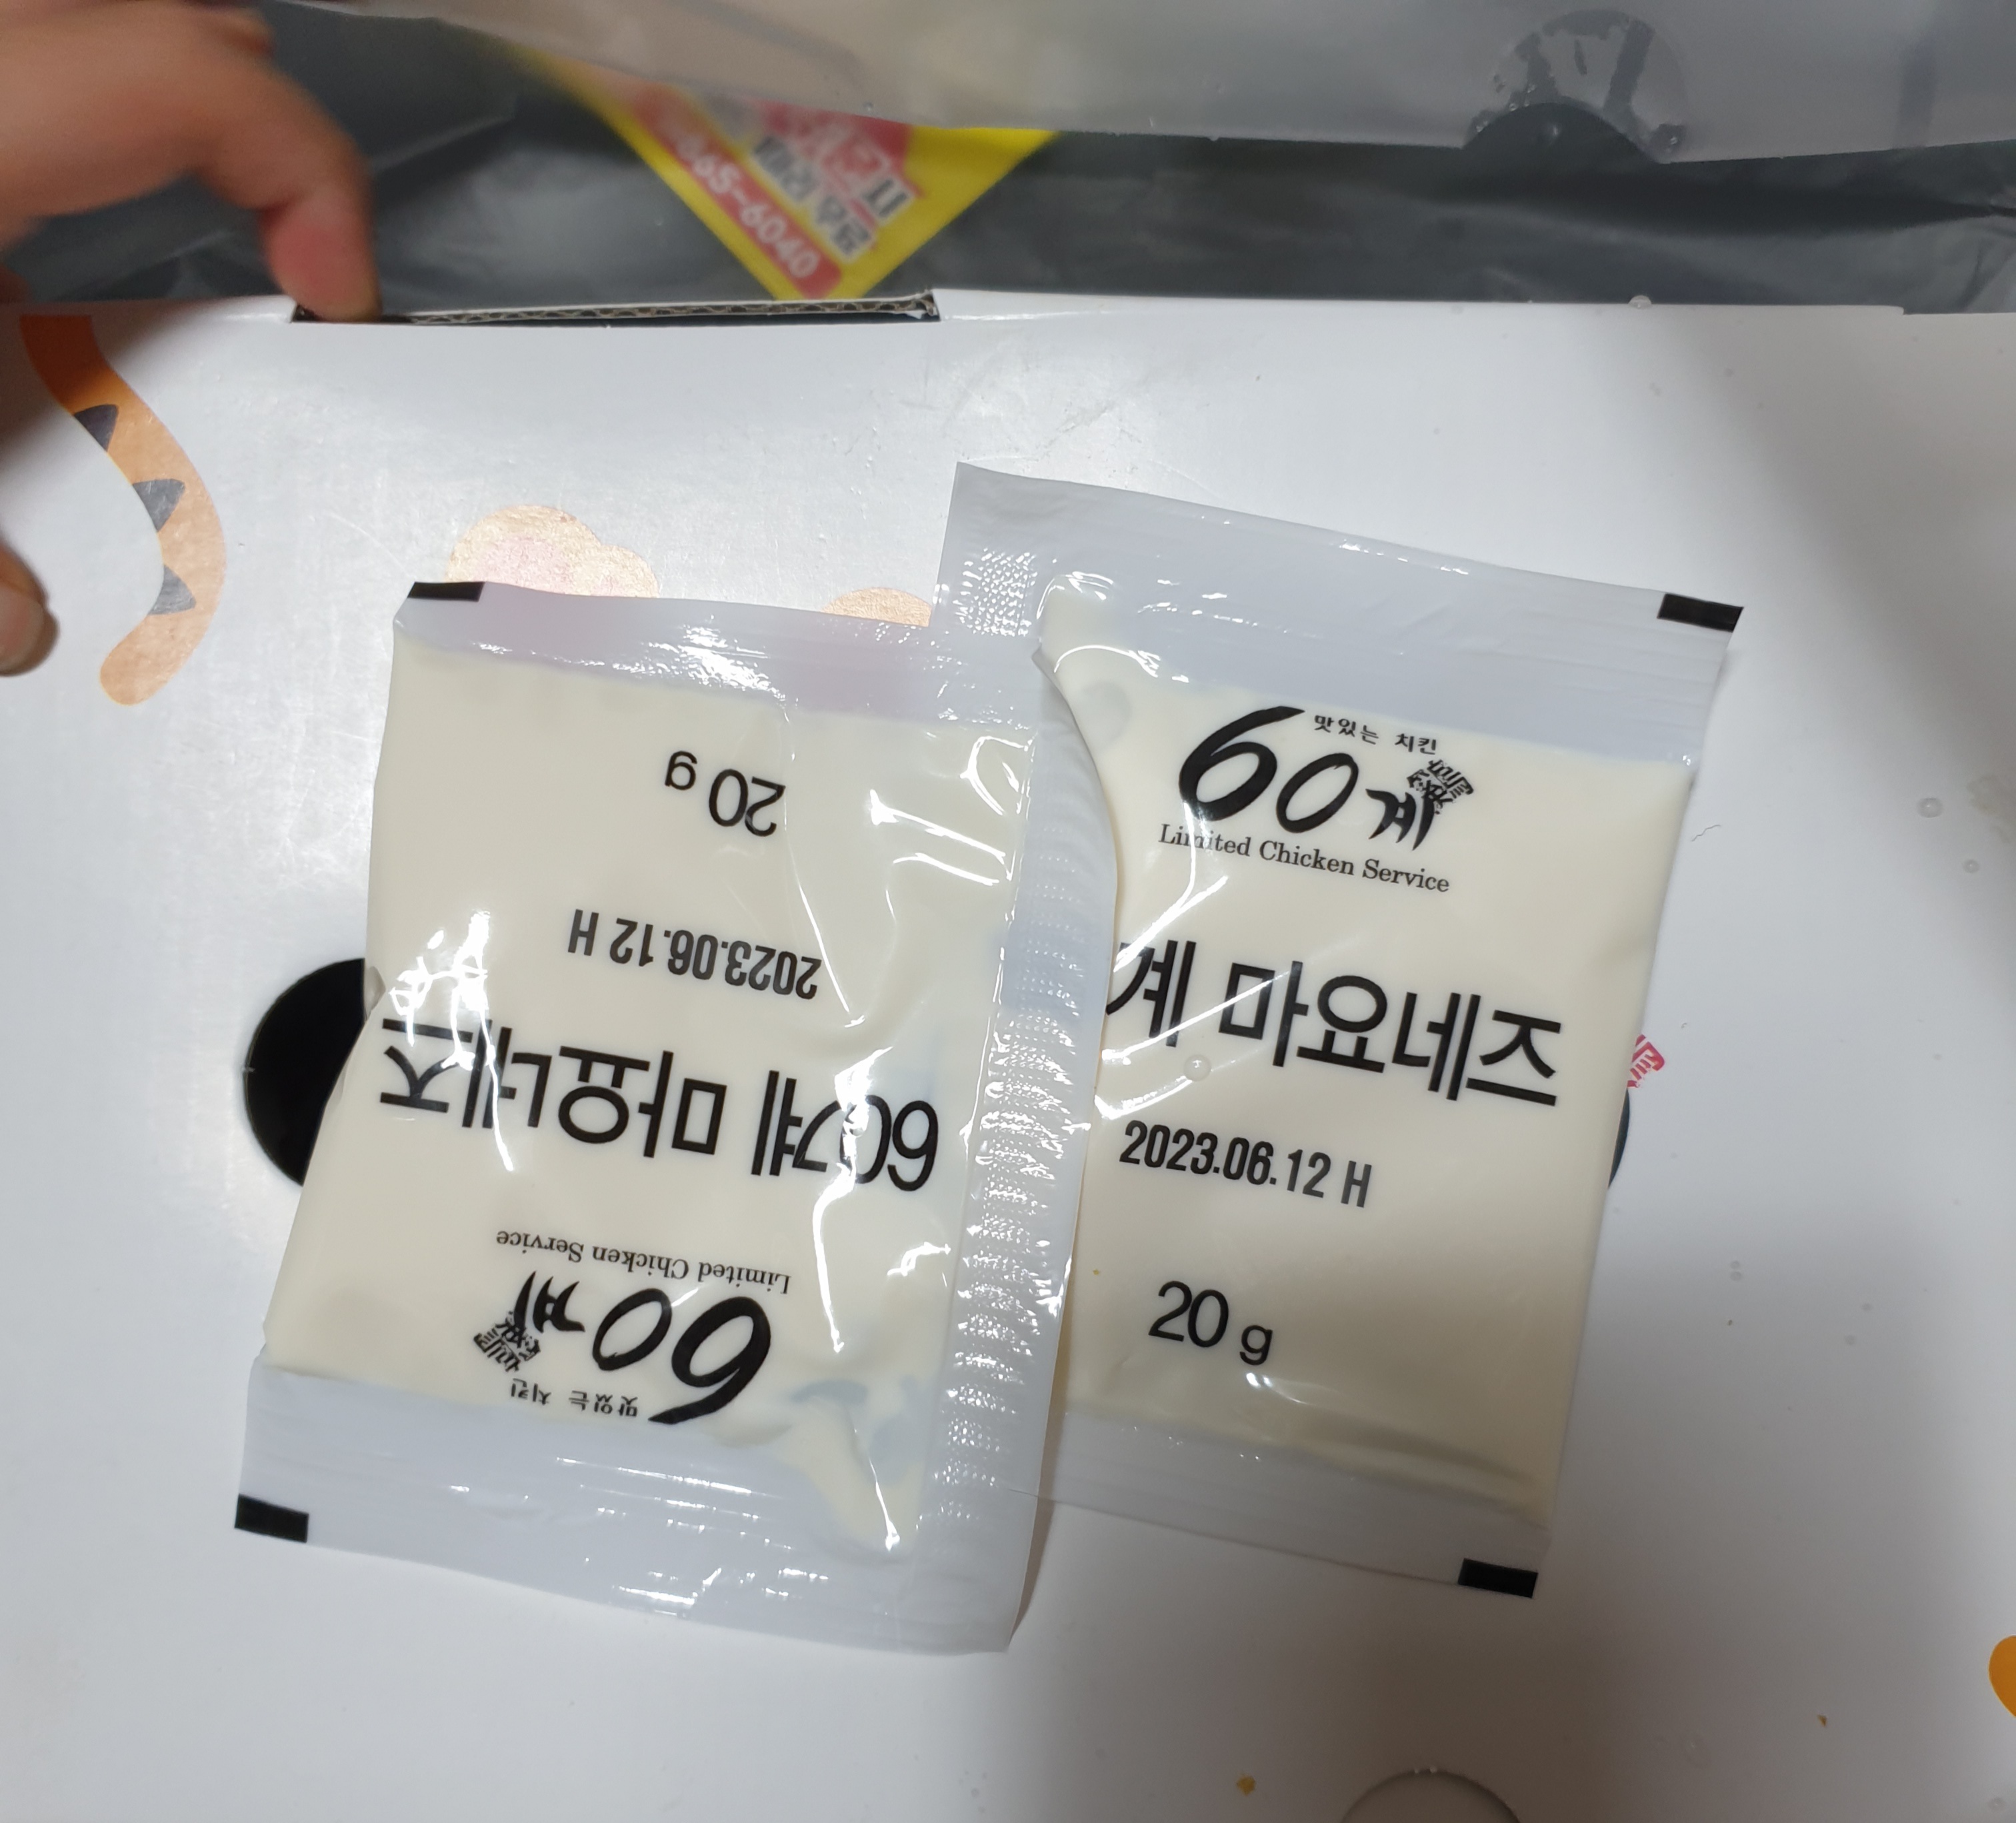 65-6040
맛있는 치킨
60계
Limited Chicken Service
계 마요네즈
2023.06.12 H
20 g
맛있는 치킨
60계
Limited Chicken Service
60계 마요네즈
2023.06.12 H
20 g